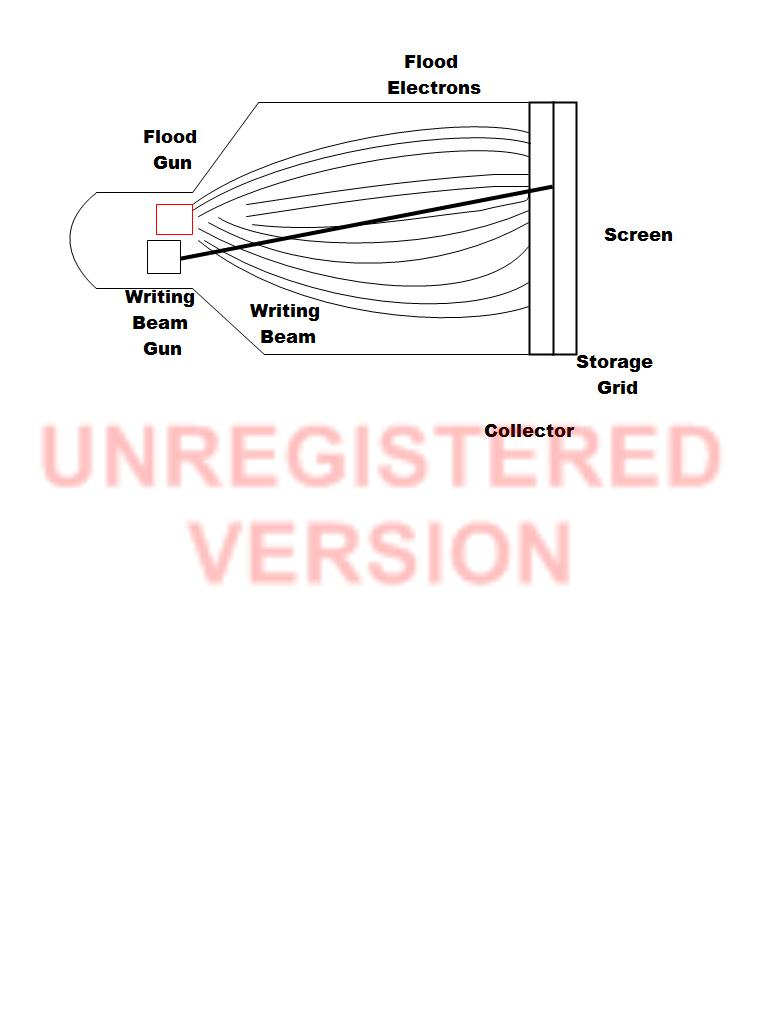 Flood
Electrons
Flood
Gun
Screen
Writing
Beam
Gun
Writing
Beam
Storage
Grid
Collector
UNREGISTERED
VERSION